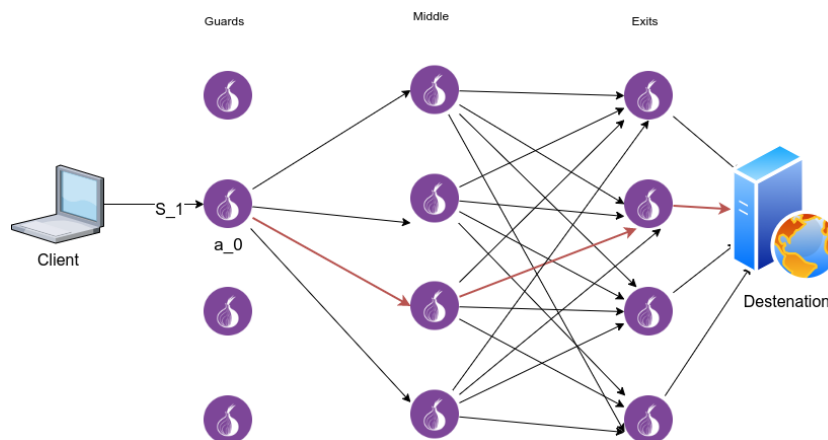 Guards
Middle
Exits
S_1
a_0
Client
Destenation